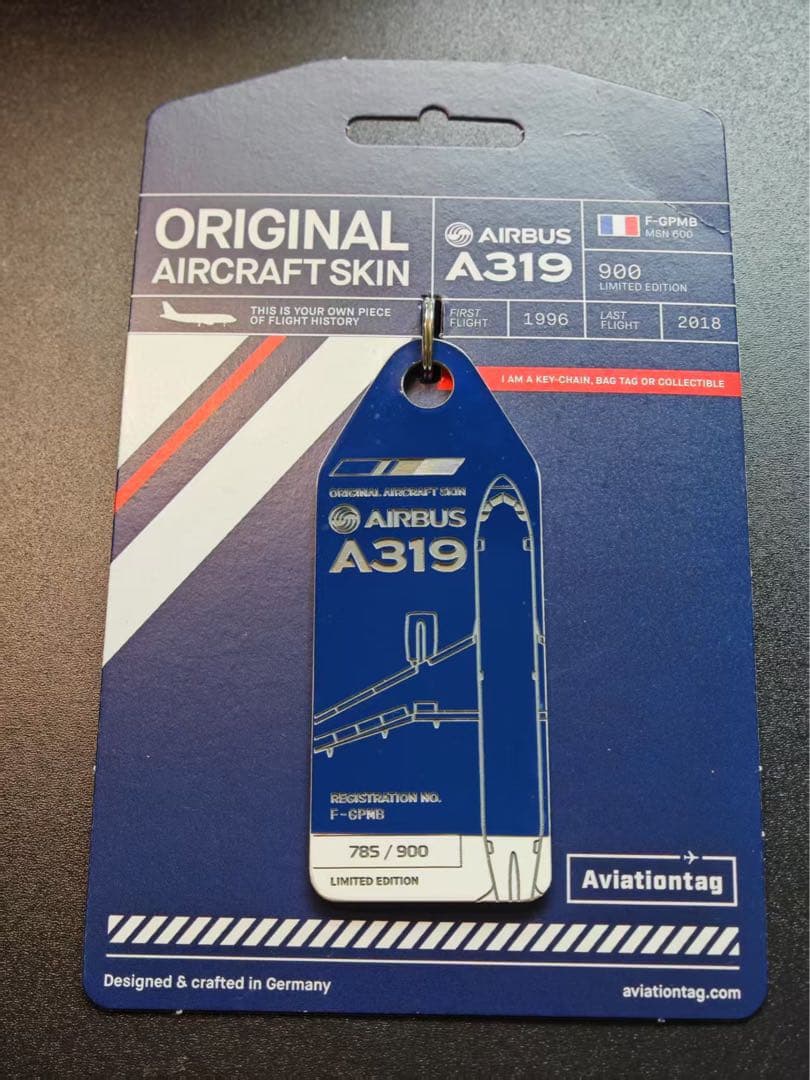 ORIGINAL
AIRCRAFT SKIN
AIRBUS
A319
F-GPMB
MSN 600
900
LIMITED EDITION
THIS IS YOUR OWN PIECE
OF FLIGHT HISTORY
FIRST
FLIGHT
1996
LAST
FLIGHT
2018
I AM A KEY-CHAIN, BAG TAG OR COLLECTIBLE
ORIGINAL AIRCRAFT SKIN
AIRBUS
A319
REGISTRATION NO.
F-GPMB
785 / 900
LIMITED EDITION
Aviationtag
Designed & crafted in Germany
aviationtag.com